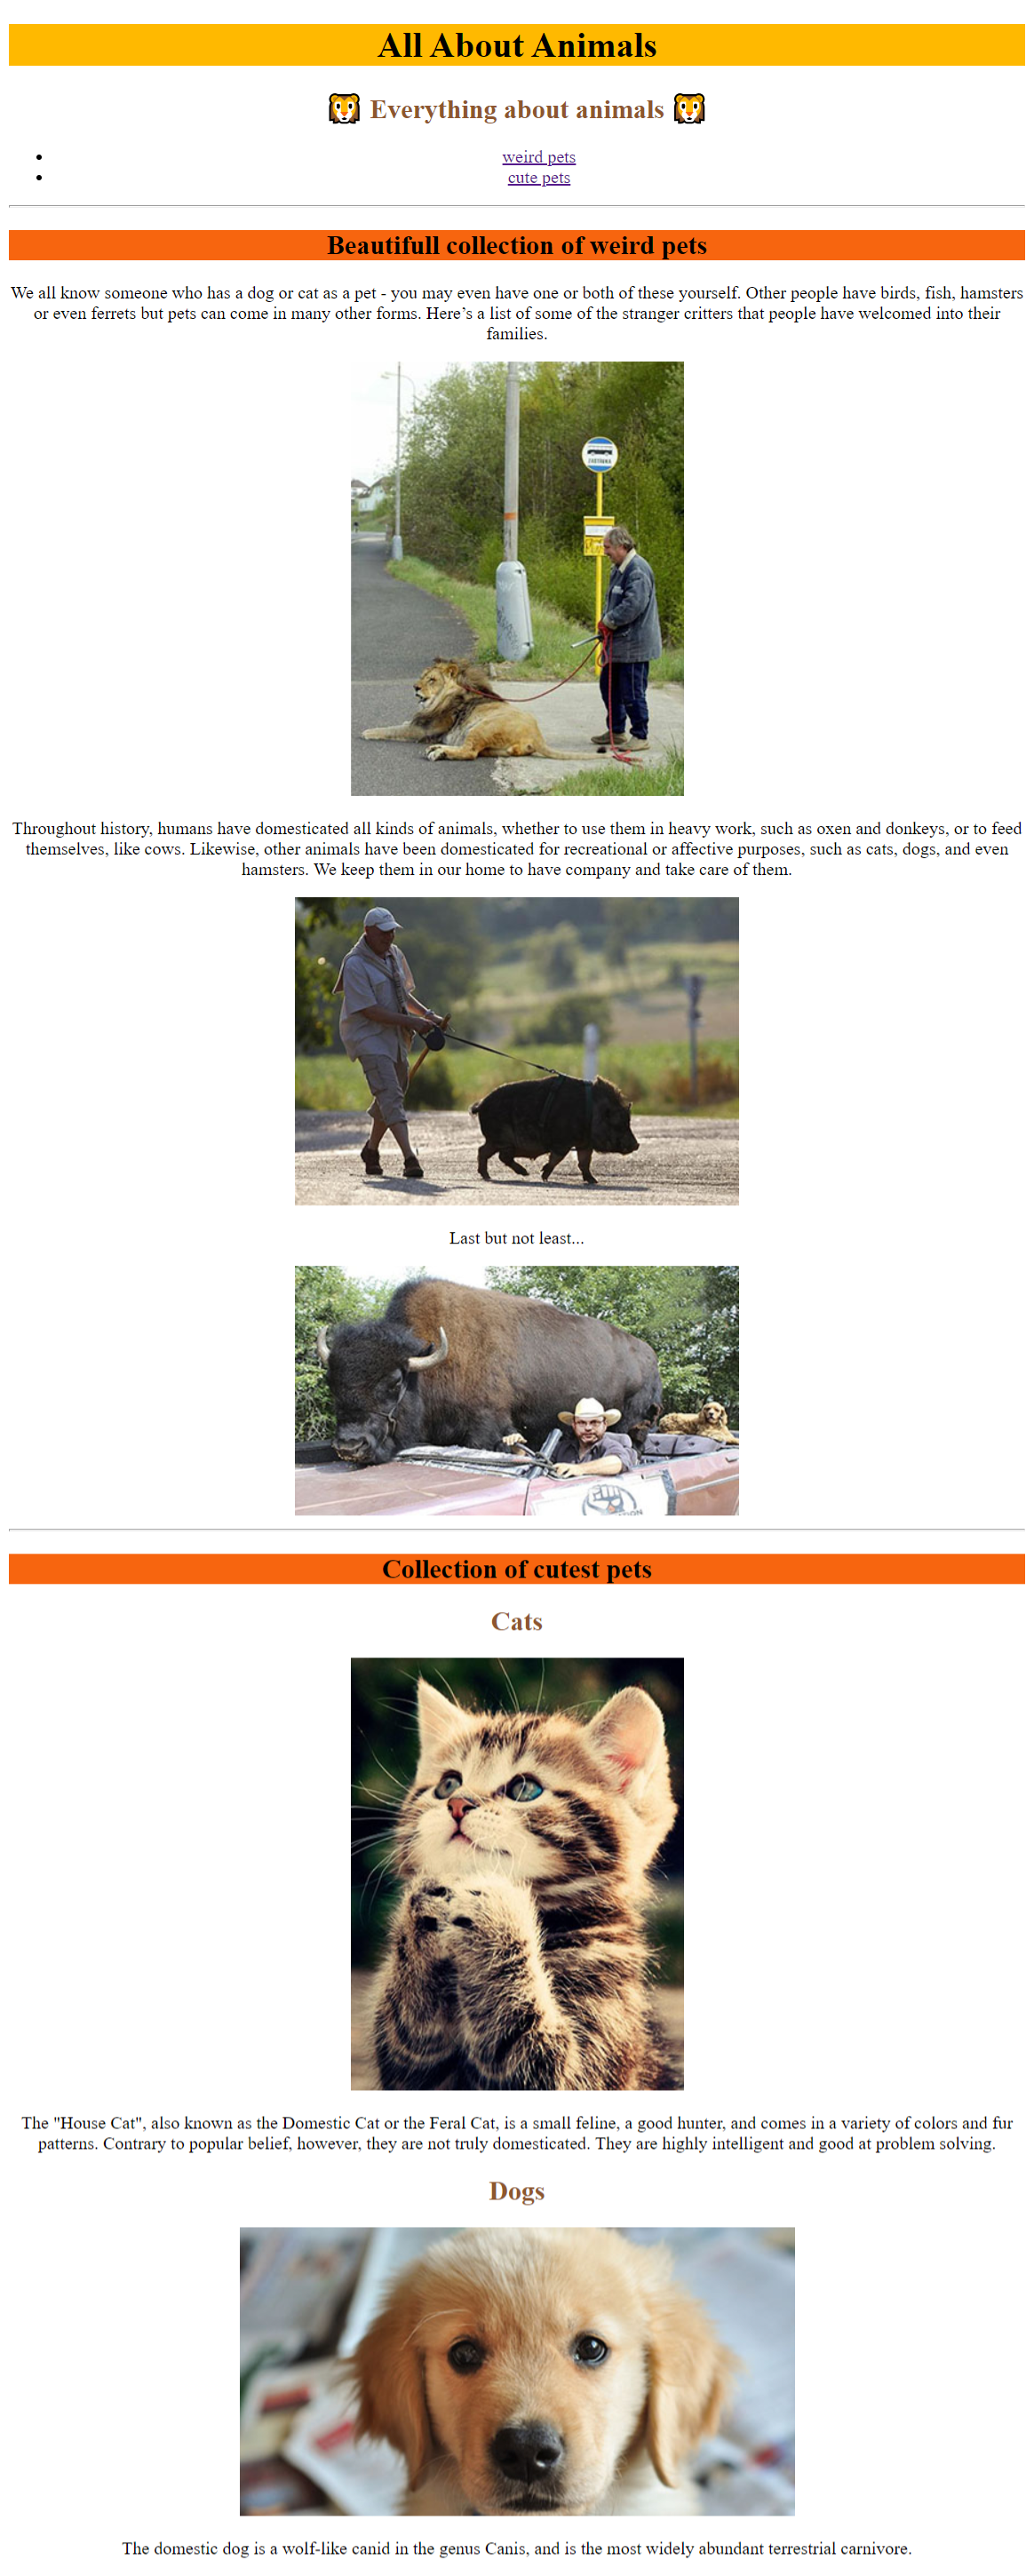 All About Animals
🦁 Everything about animals 🦁
• weird pets
• cute pets
Beautifull collection of weird pets
We all know someone who has a dog or cat as a pet - you may even have one or both of these yourself. Other people have birds, fish, hamsters
or even ferrets but pets can come in many other forms. Here’s a list of some of the stranger critters that people have welcomed into their
families.
Throughout history, humans have domesticated all kinds of animals, whether to use them in heavy work, such as oxen and donkeys, or to feed
themselves, like cows. Likewise, other animals have been domesticated for recreational or affective purposes, such as cats, dogs, and even
hamsters. We keep them in our home to have company and take care of them.
Last but not least...
Collection of cutest pets
Cats
The "House Cat", also known as the Domestic Cat or the Feral Cat, is a small feline, a good hunter, and comes in a variety of colors and fur
patterns. Contrary to popular belief, however, they are not truly domesticated. They are highly intelligent and good at problem solving.
Dogs
The domestic dog is a wolf-like canid in the genus Canis, and is the most widely abundant terrestrial carnivore.